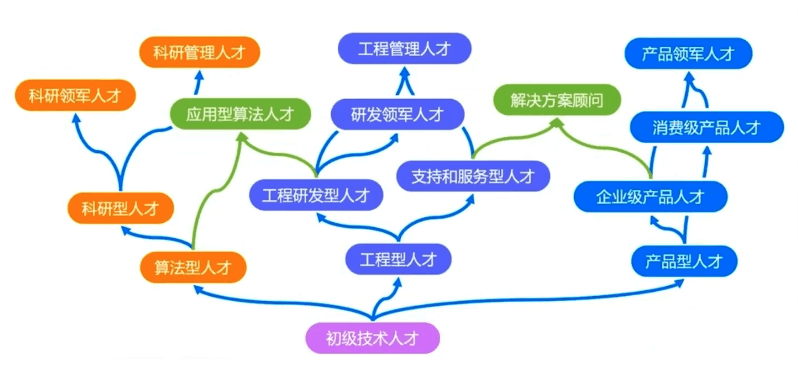 科研管理人才
工程管理人才
产品领军人才
科研领军人才
应用型算法人才
研发领军人才
解决方案顾问
消费级产品人才
科研型人才
工程研发型人才
支持和服务型人才
企业级产品人才
算法型人才
工程型人才
产品型人才
初级技术人才